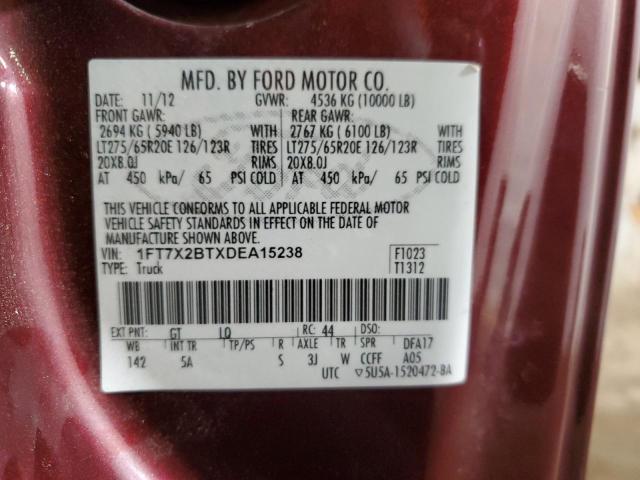 MFD. BY FORD MOTOR CO.
DATE: 11/12 GVWR: 4536 KG (10000 LB)
FRONT GAWR: REAR GAWR:
2694 KG ( 5940 LB) WITH 2767 KG ( 6100 LB) WITH
LT275/65R20E 126/123R TIRES LT275/65R20E 126/123R TIRES
20X8.0J RIMS 20X8.0J RIMS
AT 450 kPa/ 65 PSI COLD AT 450 kPa/ 65 PSI COLD
THIS VEHICLE CONFORMS TO ALL APPLICABLE FEDERAL MOTOR
VEHICLE SAFETY STANDARDS IN EFFECT ON THE DATE OF
MANUFACTURE SHOWN ABOVE.
VIN: 1FT7X2BTXDEA15238 F1023
TYPE: Truck T1312
EXT PNT: GT LQ RC: 44 DSO:
WB INT TR TP/PS R AXLE TR SPR DFA17
142 5A S 3J W CCFF A05
UTC ▽5U5A-1520472-BA